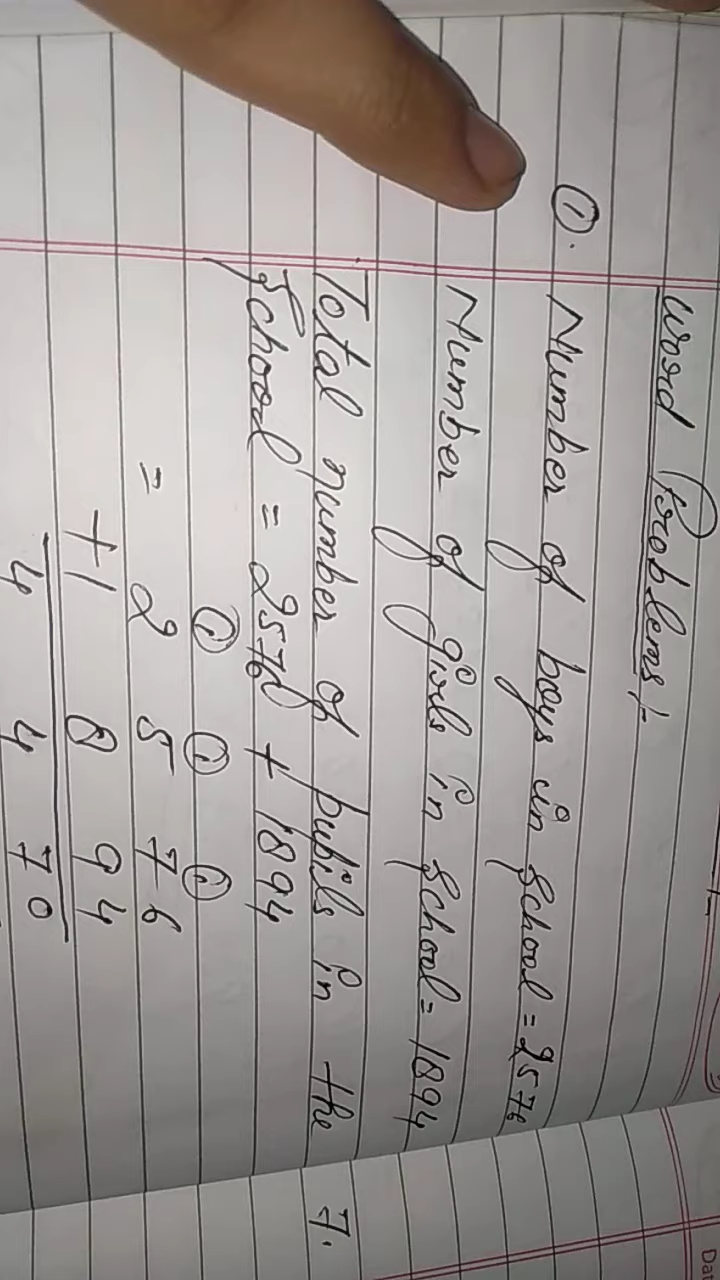 Word Problems:-
①. Number of boys in School = 2576
Number of girls in School = 1894
Total number of pupils in the
School = 2576 + 1894
① ① ①
= 2 5 7 6
+1 8 9 4
4 4 7 0
7.
Da